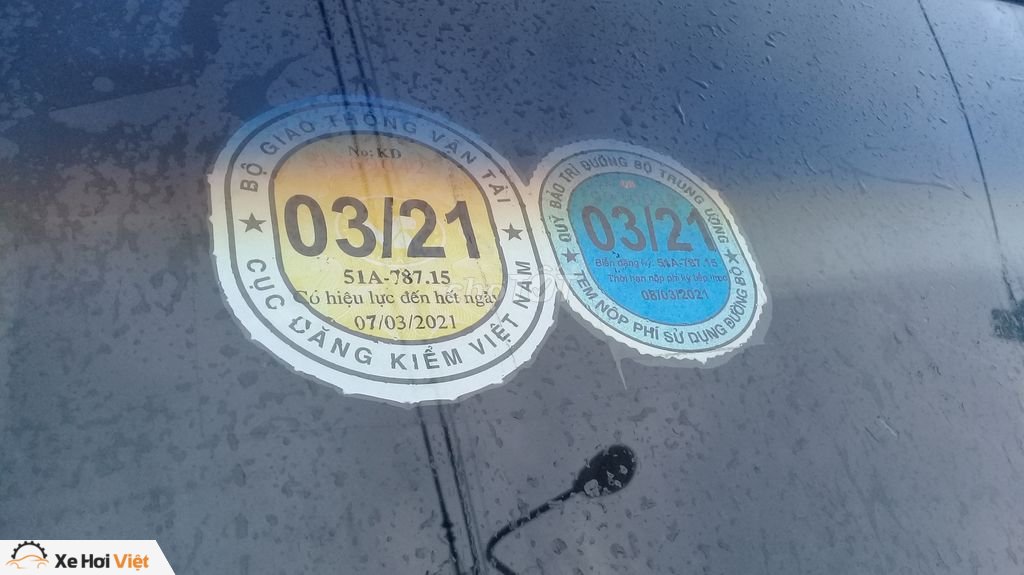 BỘ GIAO THÔNG VẬN TẢI
No: KD
03/21
51A-787.15
Có hiệu lực đến hết ngày
07/03/2021
CỤC ĐĂNG KIỂM VIỆT NAM
QUỸ BẢO TRÌ ĐƯỜNG BỘ TRUNG ƯƠNG
03/21
Biển đăng ký: 51A-787.15
Thời hạn nộp phí kỳ tiếp theo
08/03/2021
TEM NỘP PHÍ SỬ DỤNG ĐƯỜNG BỘ
Xe Hơi Việt